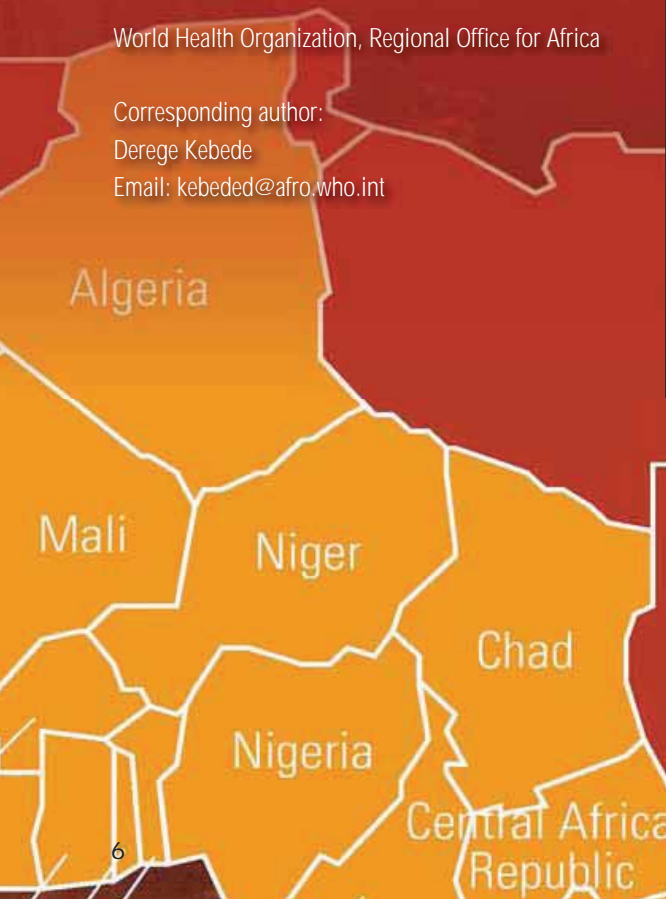 World Health Organization, Regional Office for Africa
Corresponding author:
Derege Kebede
Email: kebeded@afro.who.int
Algeria
Mali
Niger
Chad
Nigeria
Central Africa
Republic
6